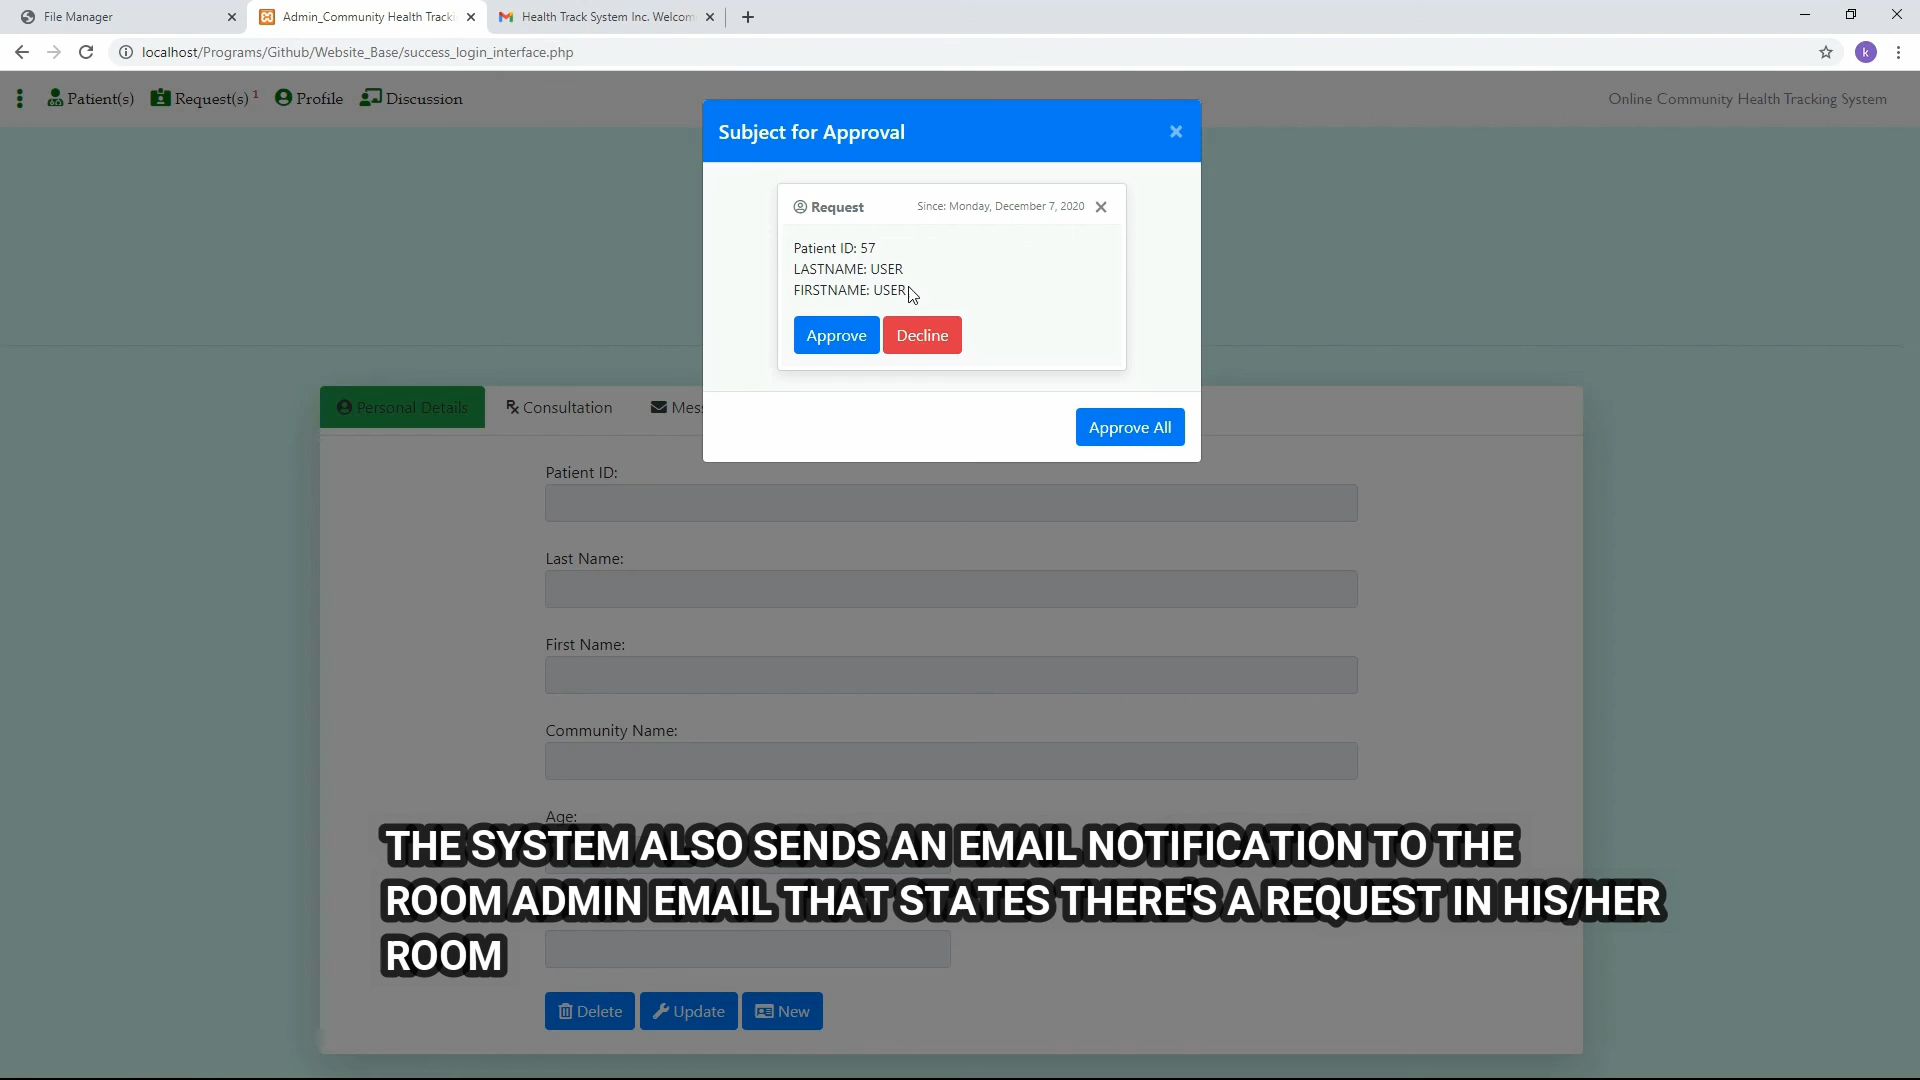 File Manager
Admin_Community Health Tracki
Health Track System Inc. Welcom
localhost/Programs/Github/Website_Base/success_login_interface.php
k
Patient(s)
Request(s) 1
Profile
Discussion
Online Community Health Tracking System
Subject for Approval
Request
Since: Monday, December 7, 2020
Patient ID: 57
LASTNAME: USER
FIRSTNAME: USER
Approve
Decline
Approve All
Personal Details
Consultation
Mess
Patient ID:
Last Name:
First Name:
Community Name:
Age:
THE SYSTEM ALSO SENDS AN EMAIL NOTIFICATION TO THE
ROOM ADMIN EMAIL THAT STATES THERE'S A REQUEST IN HIS/HER
ROOM
Delete
Update
New